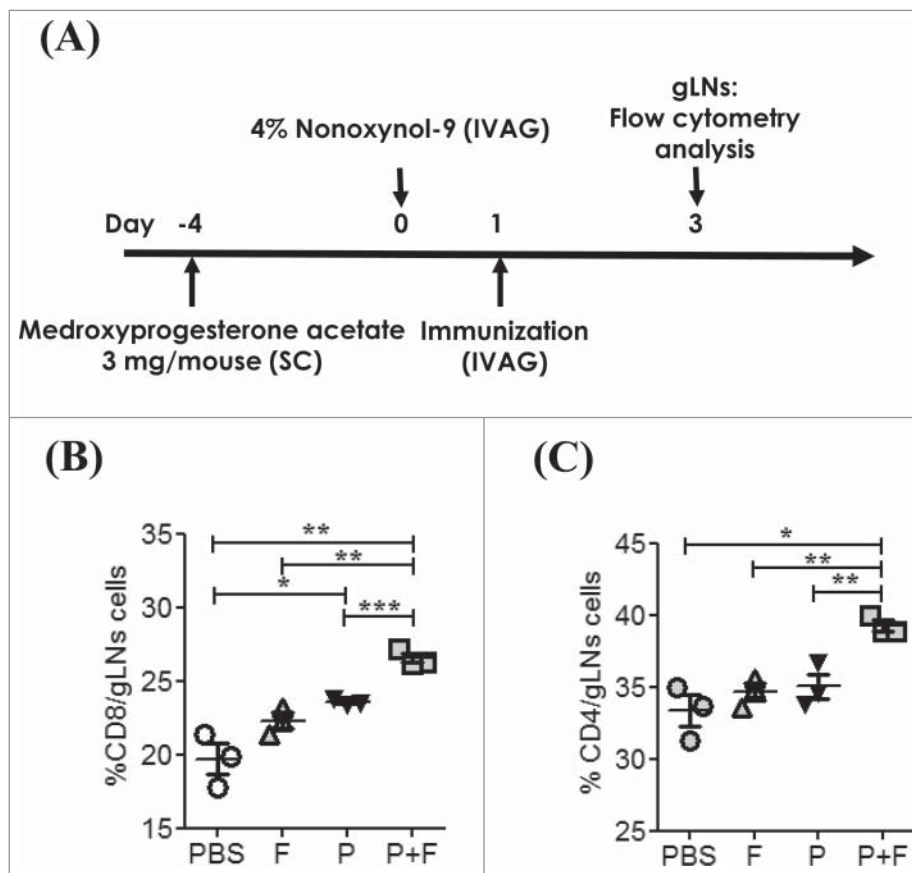 (A)
gLNs:
Flow cytometry
analysis
4% Nonoxynol-9 (IVAG)
Day -4 0 1 3
Medroxyprogesterone acetate
3 mg/mouse (SC)
Immunization
(IVAG)
(B)
%CD8/gLNs cells
35
30
25
20
15
**
**
*
***
PBS F P P+F
(C)
% CD4/gLNs cells
45
40
35
30
25
*
**
**
PBS F P P+F